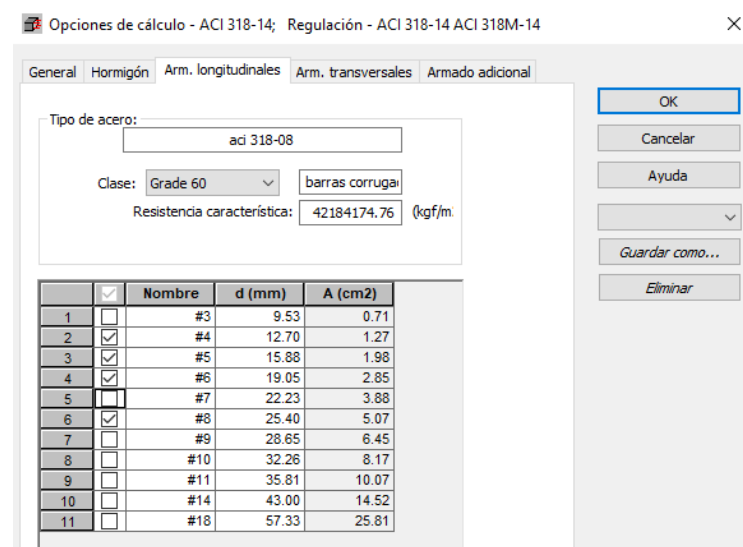 Opciones de cálculo - ACI 318-14; Regulación - ACI 318-14 ACI 318M-14
General Hormigón Arm. longitudinales Arm. transversales Armado adicional
Tipo de acero:
aci 318-08
Clase: Grade 60 barras corruga
Resistencia característica: 42184174.76 (kgf/m
OK
Cancelar
Ayuda
Guardar como...
Eliminar
Nombre d (mm) A (cm2)
1 #3 9.53 0.71
2 #4 12.70 1.27
3 #5 15.88 1.98
4 #6 19.05 2.85
5 #7 22.23 3.88
6 #8 25.40 5.07
7 #9 28.65 6.45
8 #10 32.26 8.17
9 #11 35.81 10.07
10 #14 43.00 14.52
11 #18 57.33 25.81